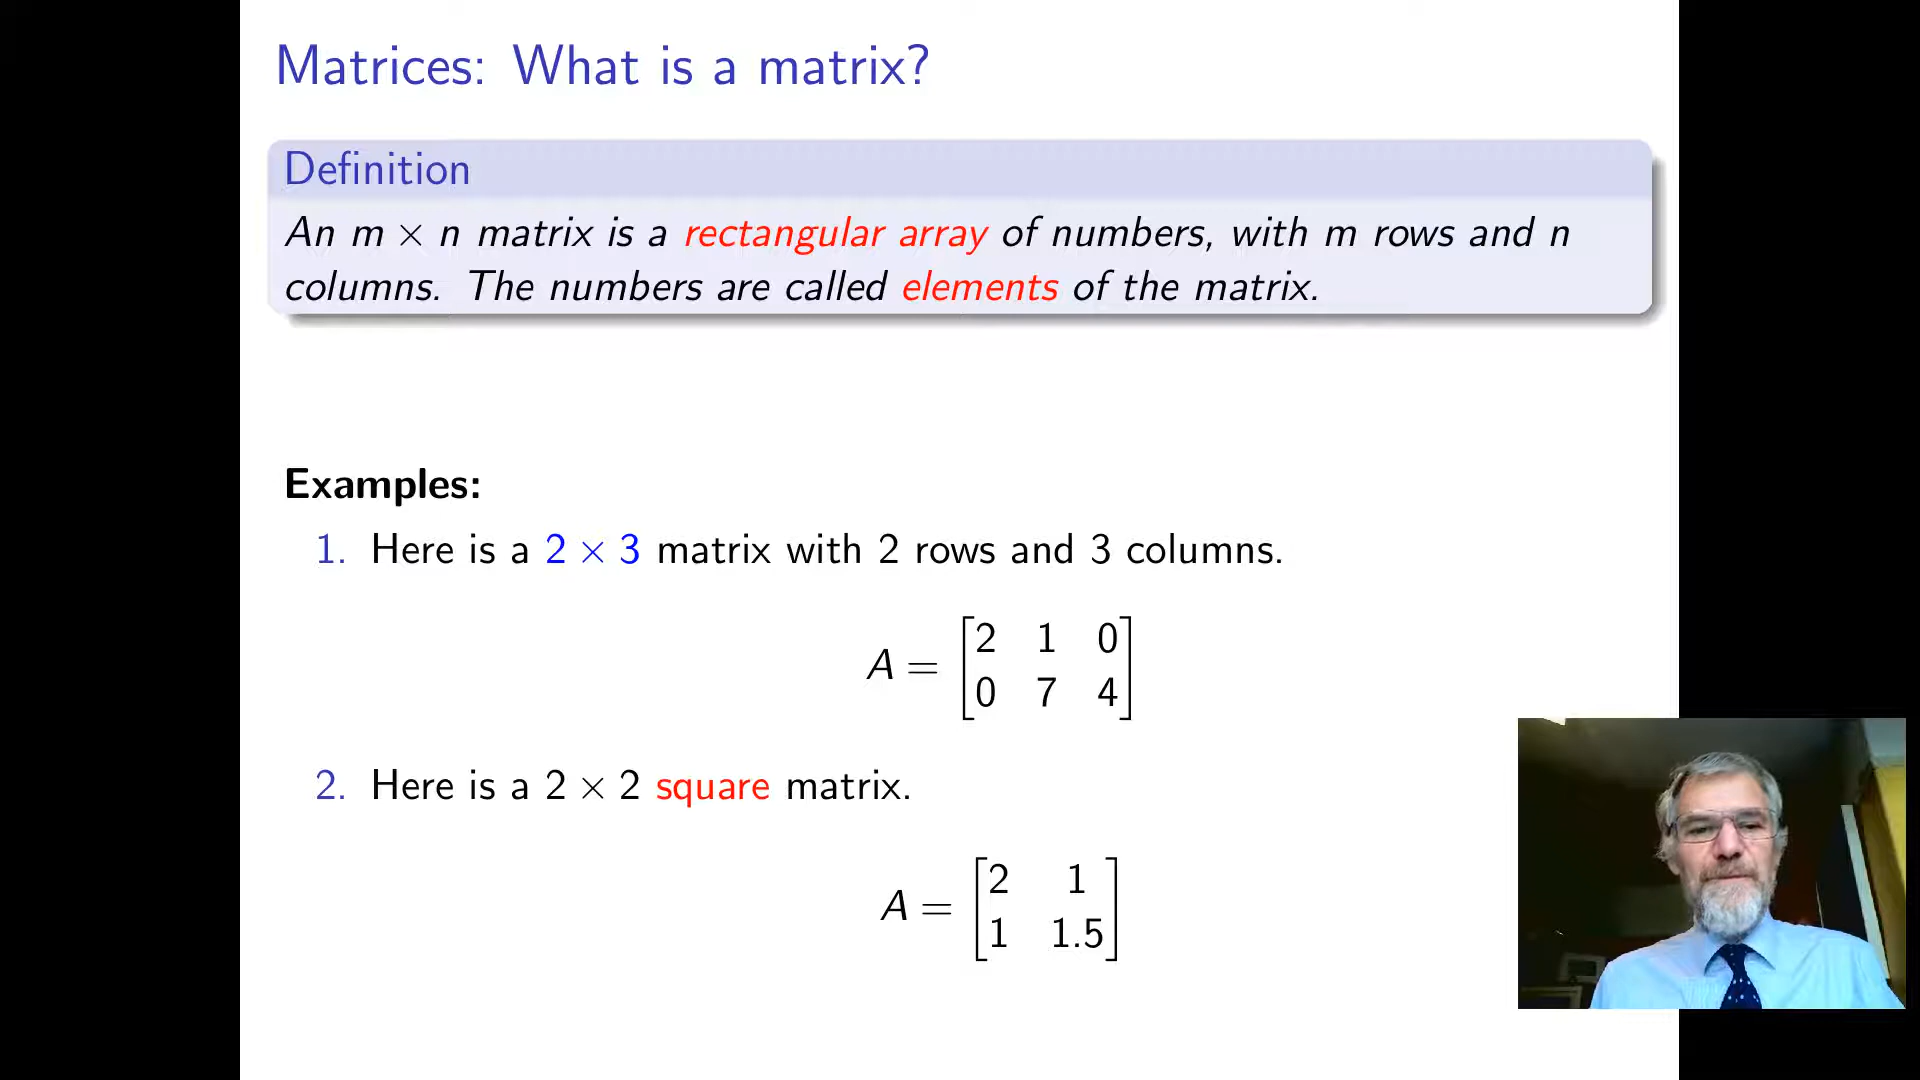 Matrices: What is a matrix?
Definition
An m × n matrix is a rectangular array of numbers, with m rows and n
columns. The numbers are called elements of the matrix.
Examples:
1. Here is a 2 × 3 matrix with 2 rows and 3 columns.
A = [2 1 0
0 7 4]
2. Here is a 2 × 2 square matrix.
A = [2 1
1 1.5]